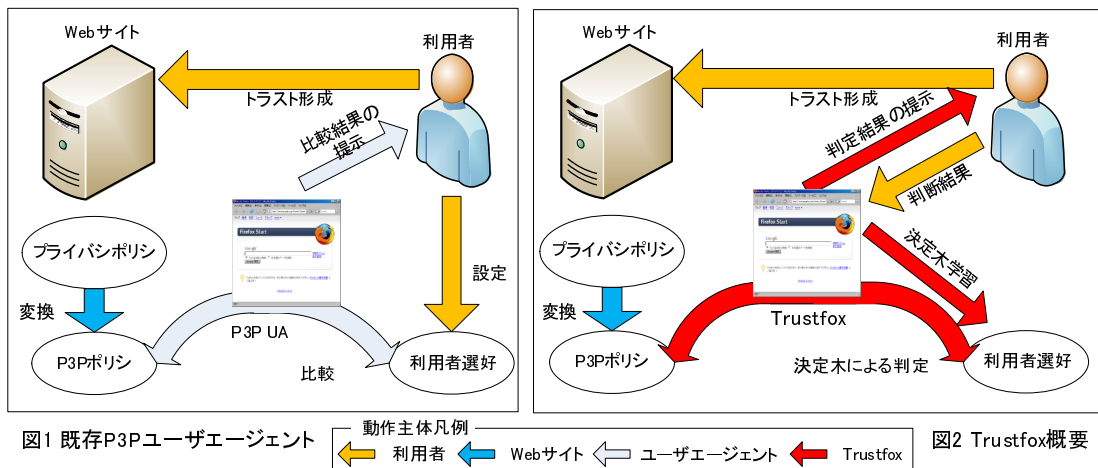 Webサイト
利用者
トラスト形成
比較結果の
提示
Firefox Start
プライバシポリシ
設定
変換
P3P UA
P3Pポリシ
利用者選好
比較
図1 既存P3Pユーザエージェント
Webサイト
利用者
トラスト形成
判定結果の提示
判断結果
Firefox Start
プライバシポリシ
決定木学習
変換
Trustfox
P3Pポリシ
利用者選好
決定木による判定
図2 Trustfox概要
動作主体凡例
利用者
Webサイト
ユーザエージェント
Trustfox